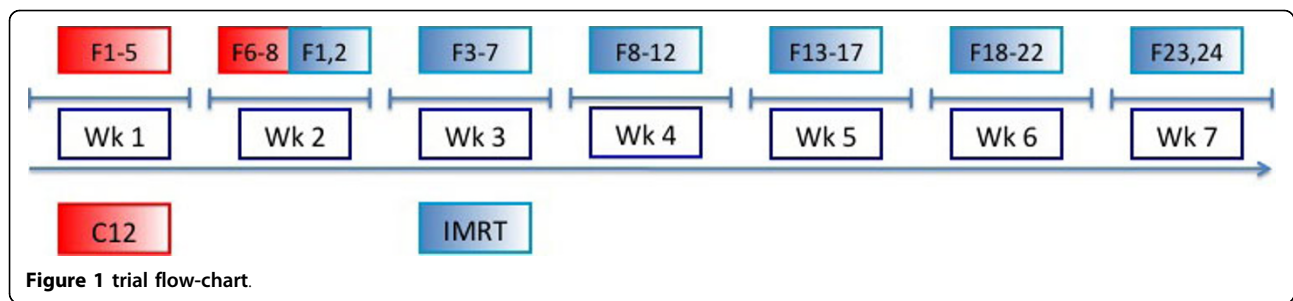 F1-5 F6-8 F1,2 F3-7 F8-12 F13-17 F18-22 F23,24
Wk 1 Wk 2 Wk 3 Wk 4 Wk 5 Wk 6 Wk 7
C12 IMRT
Figure 1 trial flow-chart.